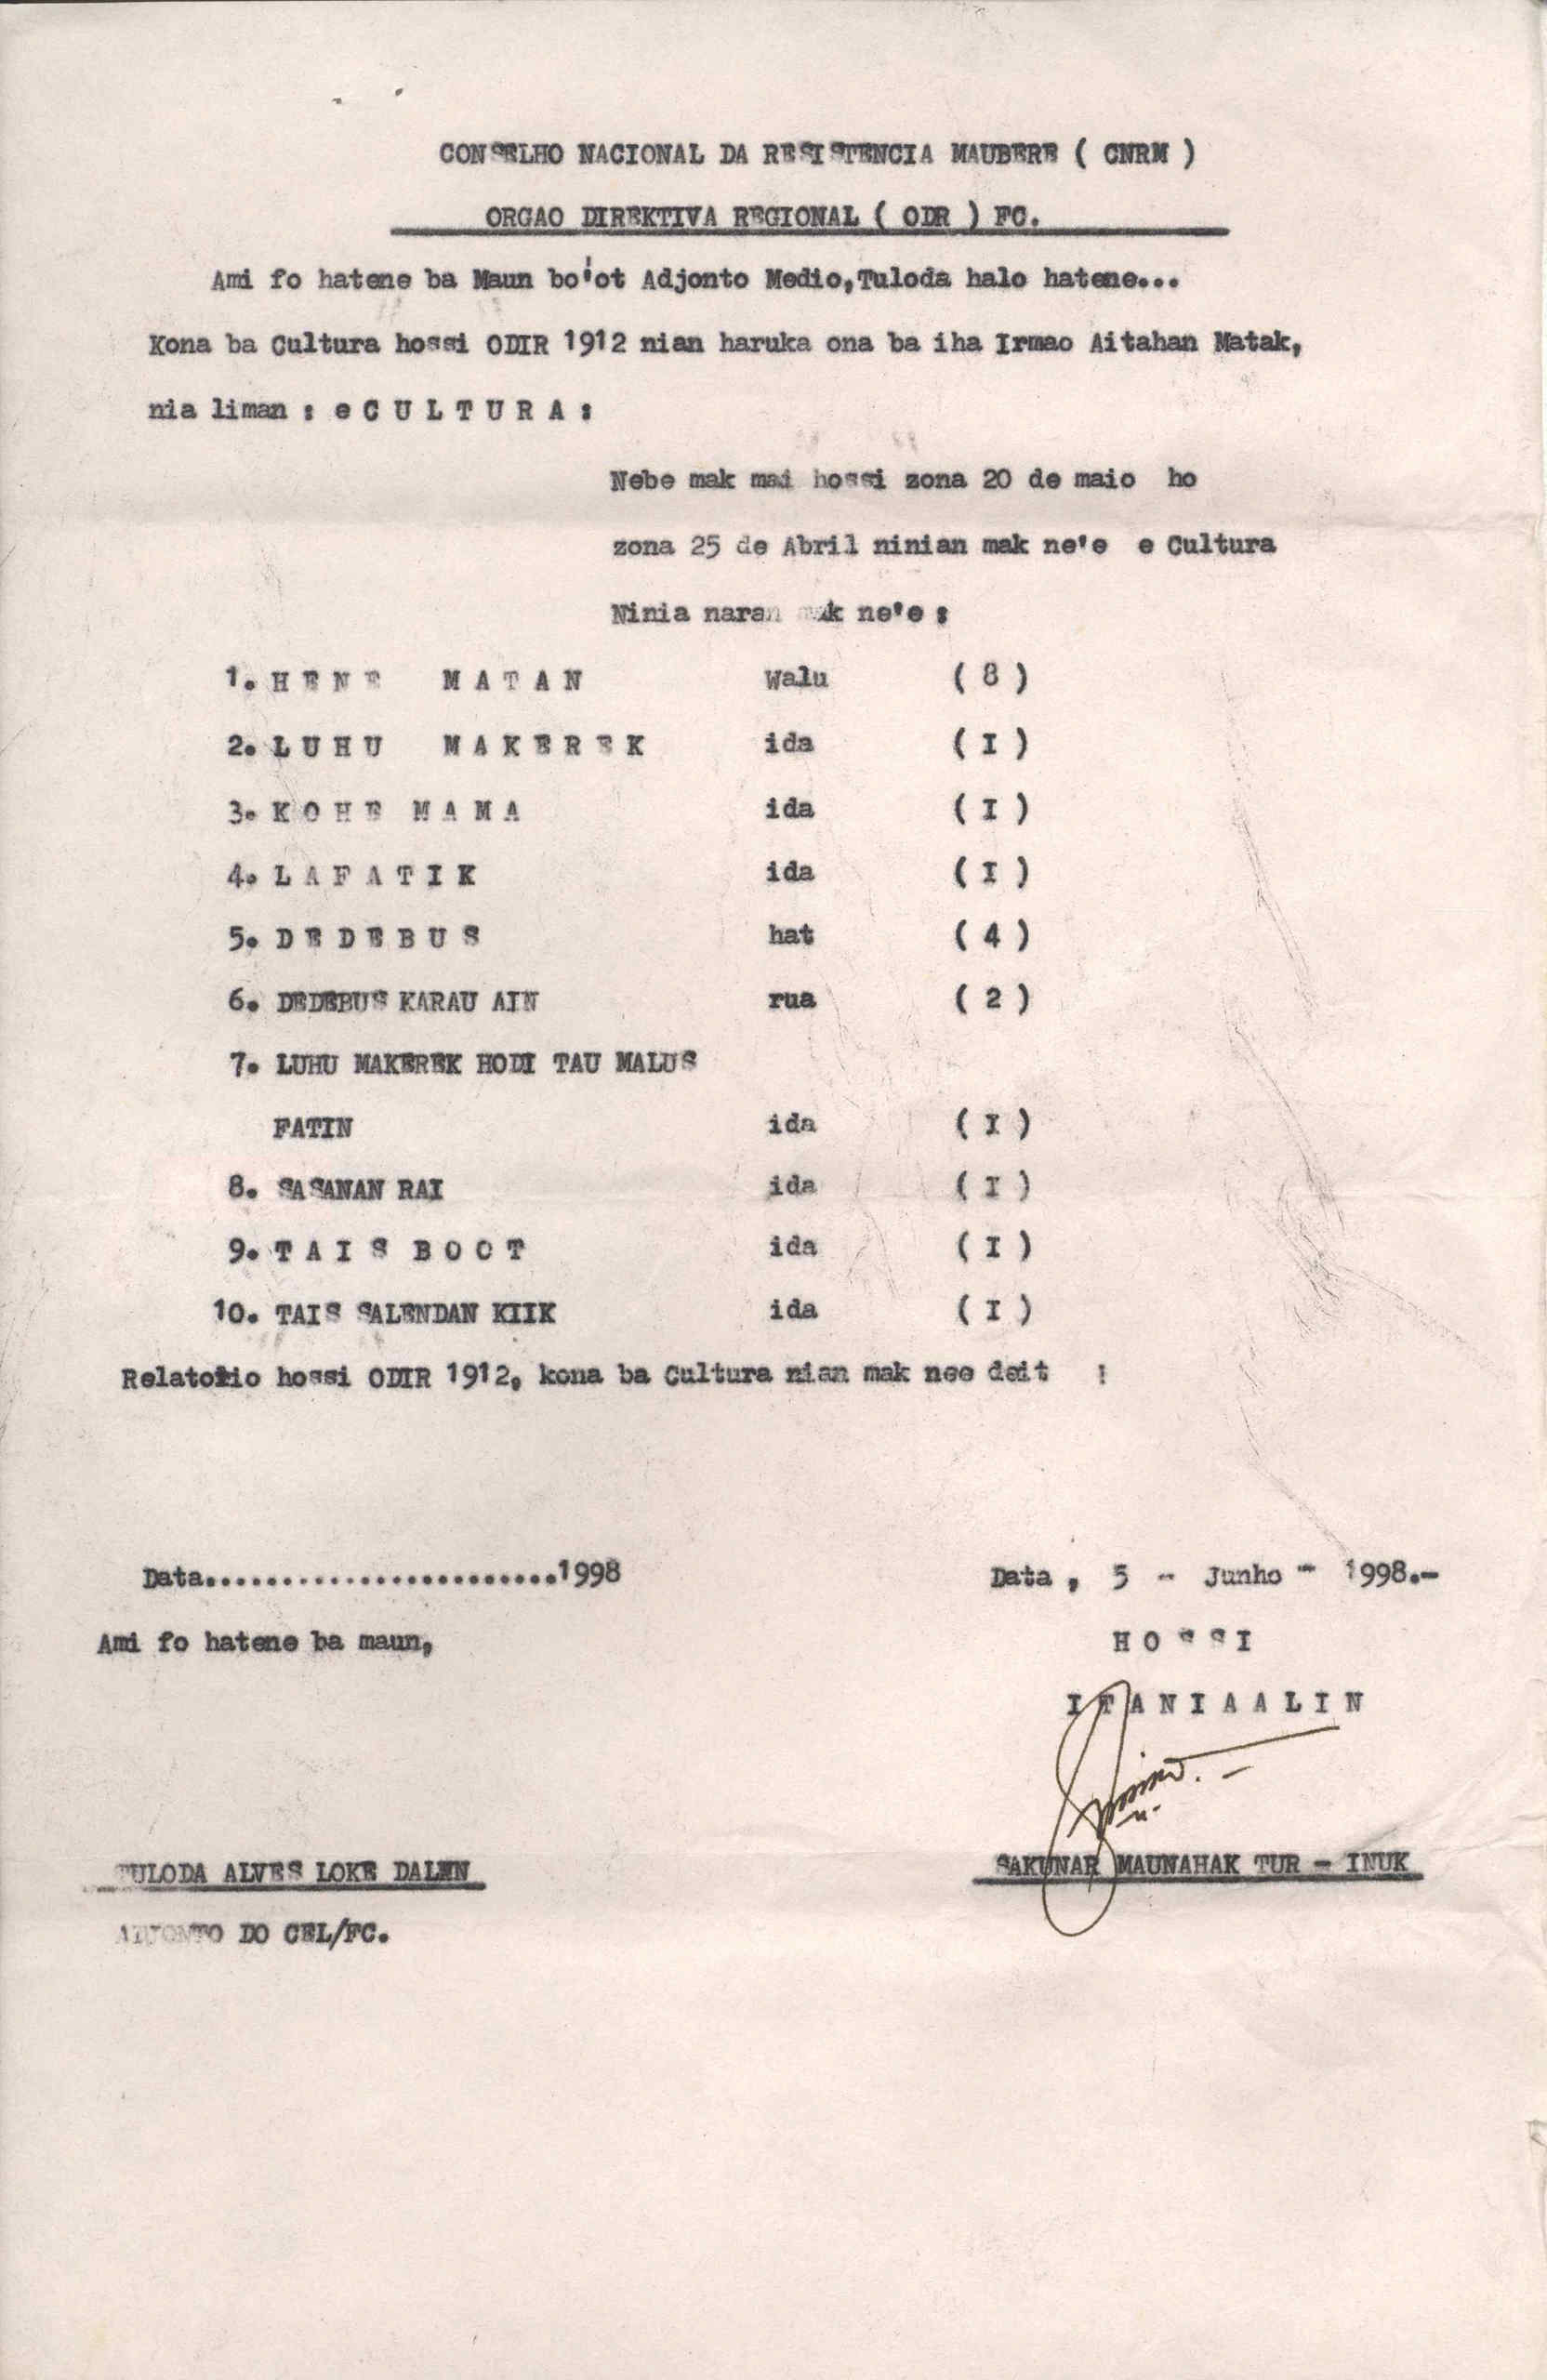 CONSELHO NACIONAL DA RESISTENCIA MAUBERE ( CNRM )
ORGAO DIREKTIVA REGIONAL ( ODR ) FC.
Ami fo hatene ba Maun bo'ot Adjonto Medio,Tuloda halo hatene...
Kona ba Cultura hossi ODIR 1912 nian haruka ona ba iha Irmao Aitahan Matak,
nia liman : e C U L T U R A :
Nebe mak mai hossi zona 20 de maio ho
zona 25 de Abril ninian mak ne'e e Cultura
Ninia naran mak ne'e :
1. H E N E M A T A N Walu ( 8 )
2. L U H U M A K E R E K ida ( I )
3. K O H E M A M A ida ( I )
4. L A F A T I K ida ( I )
5. D E D E B U S hat ( 4 )
6. DEDEBUS KARAU AIN rua ( 2 )
7. LUHU MAKEREK HODI TAU MALUS
FATIN ida ( I )
8. SASANAN RAI ida ( I )
9. T A I S B O O T ida ( I )
10. TAIS SALENDAN KIIK ida ( I )
Relatorio hossi ODIR 1912, kona ba Cultura nian mak nee deit !
Data.......................1998 Data , 5 - Junho - 1998.-
Ami fo hatene ba maun, H O S S I
I T A N I A A L I N
TULODA ALVES LOKE DALEN SAKUNAR MAUNAHAK TUR - INUK
ADJONTO DO CEL/FC.